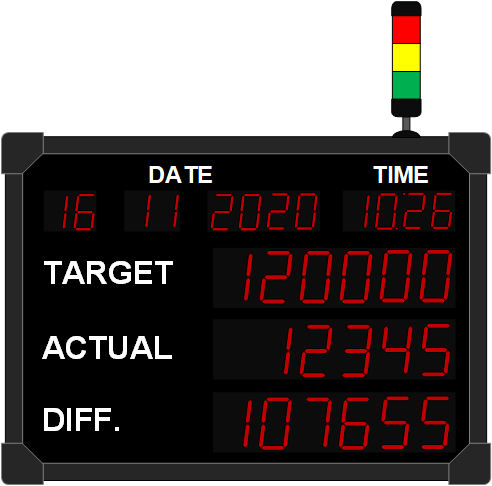 DATE TIME
16 11 2020 10:26
TARGET 120000
ACTUAL 12345
DIFF. 107655